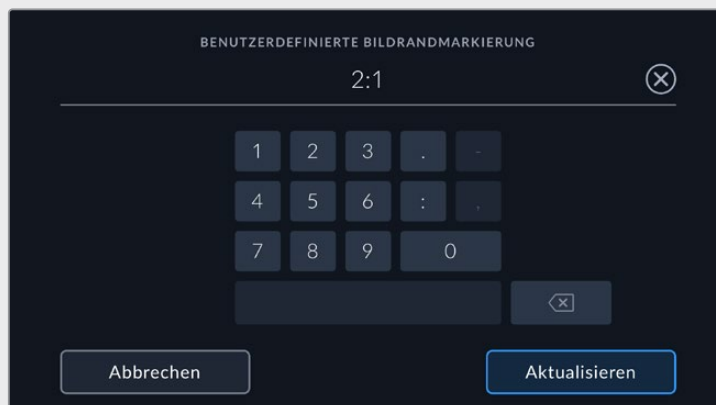 BENUTZERDEFINIERTE BILDRANDMARKIERUNG
2:1
1 2 3 . -
4 5 6 : ,
7 8 9 0
Abbrechen
Aktualisieren